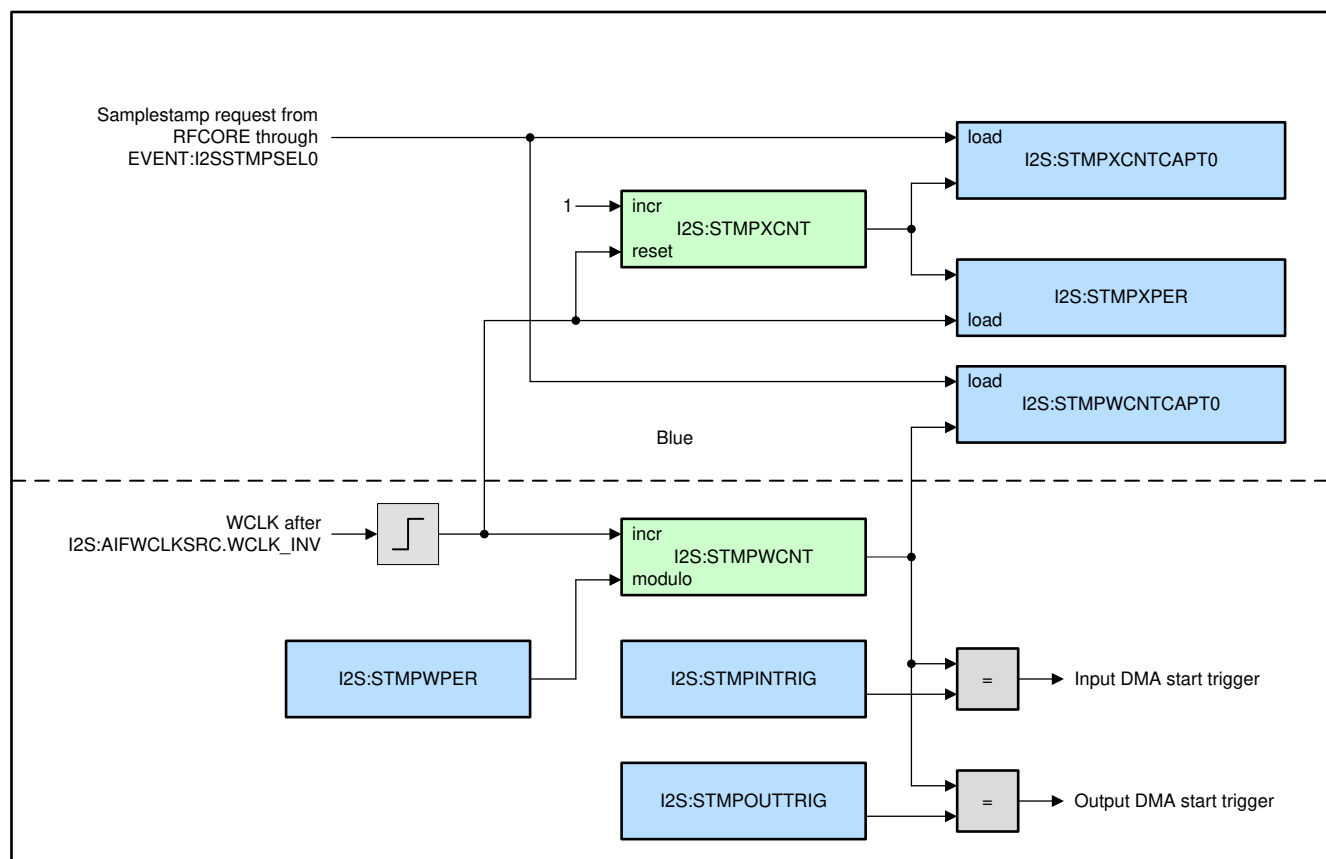 Samplestamp request from
RFCORE through
EVENT:I2SSTMPSEL0
load
I2S:STMPXCNTCAPT0
1
incr
I2S:STMPXCNT
reset
I2S:STMPXPER
load
load
I2S:STMPWCNTCAPT0
Blue
WCLK after
I2S:AIFWCLKSRC.WCLK_INV
incr
I2S:STMPWCNT
modulo
I2S:STMPWPER
I2S:STMPINTRIG
=
Input DMA start trigger
I2S:STMPOUTTRIG
=
Output DMA start trigger